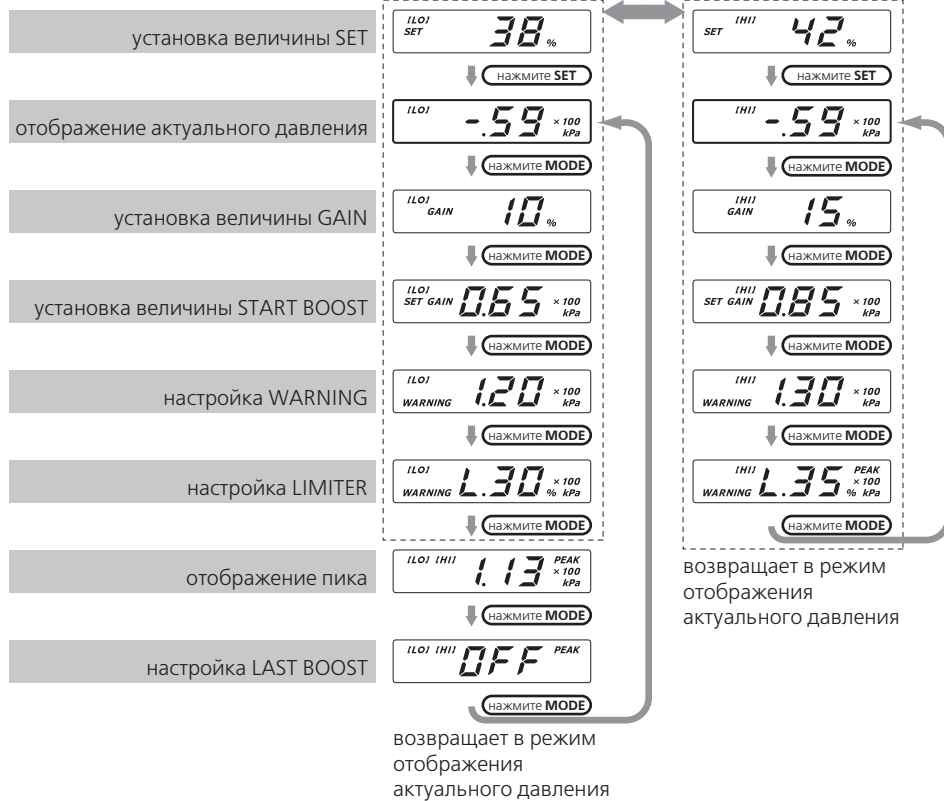 установка величины SET
[LO]
SET 38 %
[HI]
SET 42 %
нажмите SET
нажмите SET
отображение актуального давления
[LO]
-.59 ×100 kPa
[HI]
-.59 ×100 kPa
нажмите MODE
нажмите MODE
установка величины GAIN
[LO]
GAIN 10 %
[HI]
GAIN 15 %
нажмите MODE
нажмите MODE
установка величины START BOOST
[LO]
SET GAIN 0.65 ×100 kPa
[HI]
SET GAIN 0.85 ×100 kPa
нажмите MODE
нажмите MODE
настройка WARNING
[LO]
WARNING 1.20 ×100 kPa
[HI]
WARNING 1.30 ×100 kPa
нажмите MODE
нажмите MODE
настройка LIMITER
[LO]
WARNING L.30 ×100 % kPa
[HI] PEAK
WARNING L.35 ×100 % kPa
нажмите MODE
нажмите MODE
отображение пика
[LO] [HI] 1.13 PEAK ×100 kPa
нажмите MODE
возвращает в режим
отображения
актуального давления
настройка LAST BOOST
[LO] [HI] OFF PEAK
нажмите MODE
возвращает в режим
отображения
актуального давления